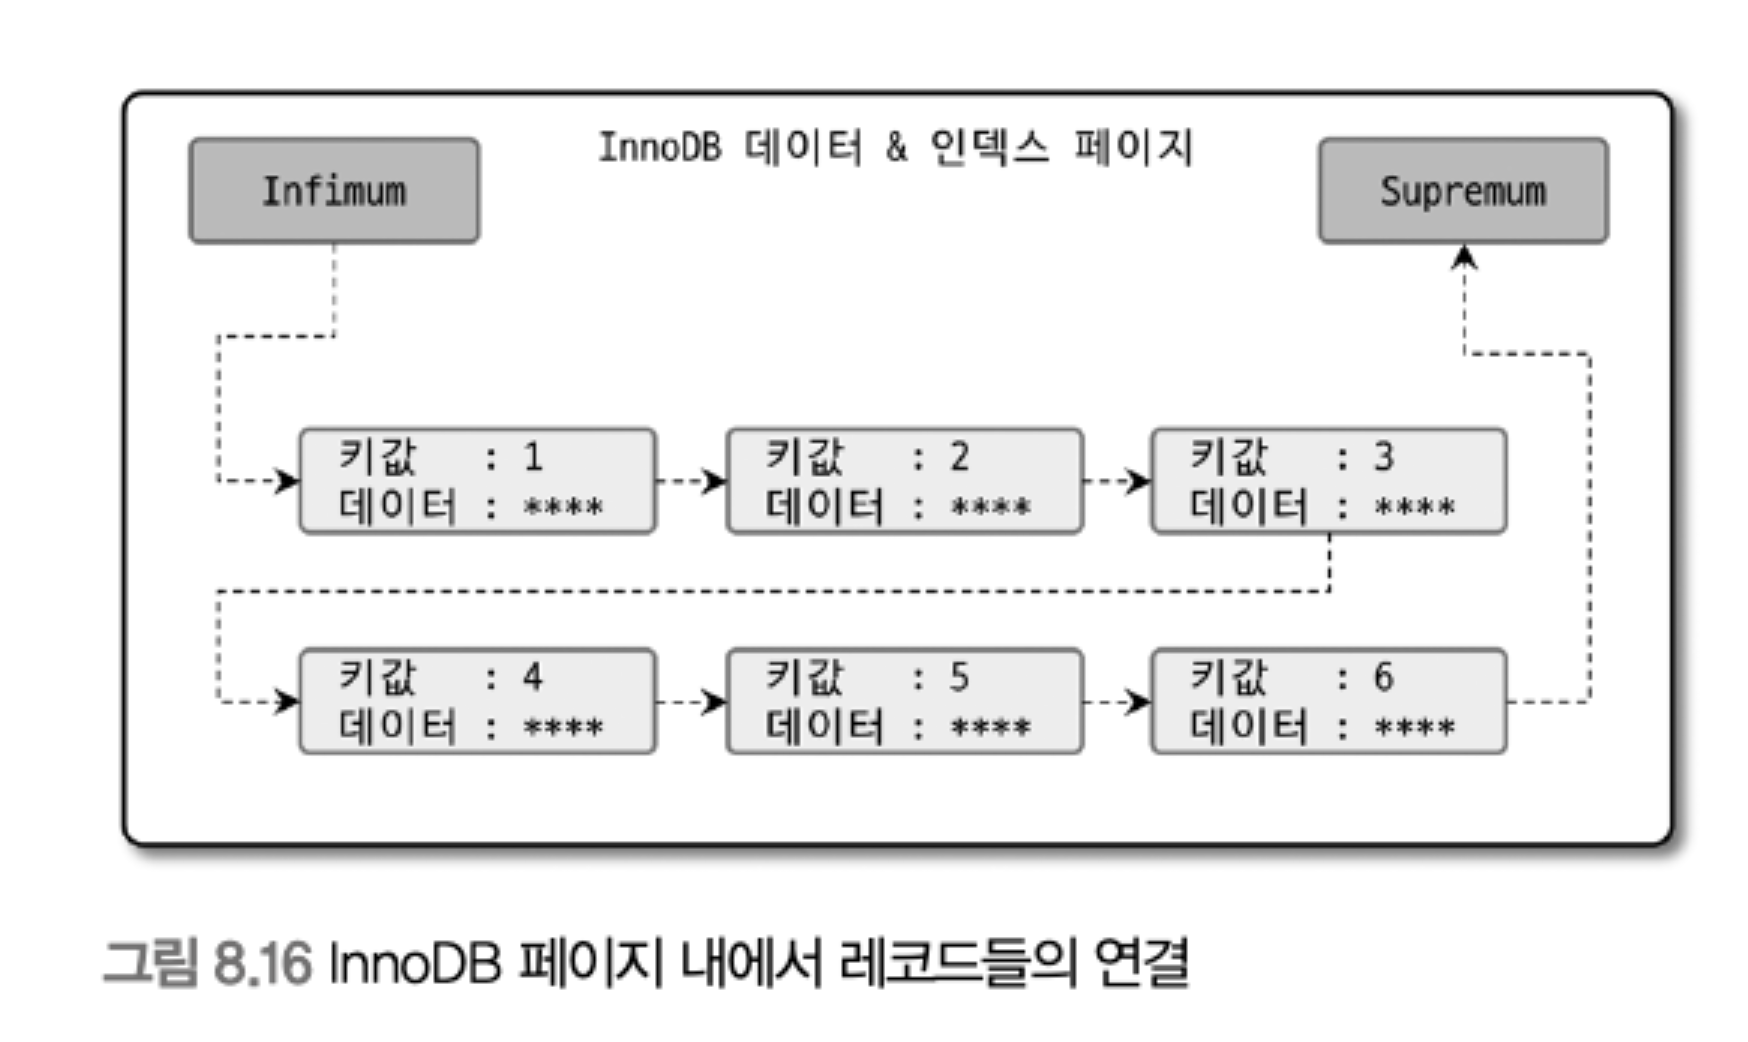 InnoDB 데이터 & 인덱스 페이지
Infimum
Supremum
키값 : 1
데이터 : ****
키값 : 2
데이터 : ****
키값 : 3
데이터 : ****
키값 : 4
데이터 : ****
키값 : 5
데이터 : ****
키값 : 6
데이터 : ****
그림 8.16 InnoDB 페이지 내에서 레코드들의 연결